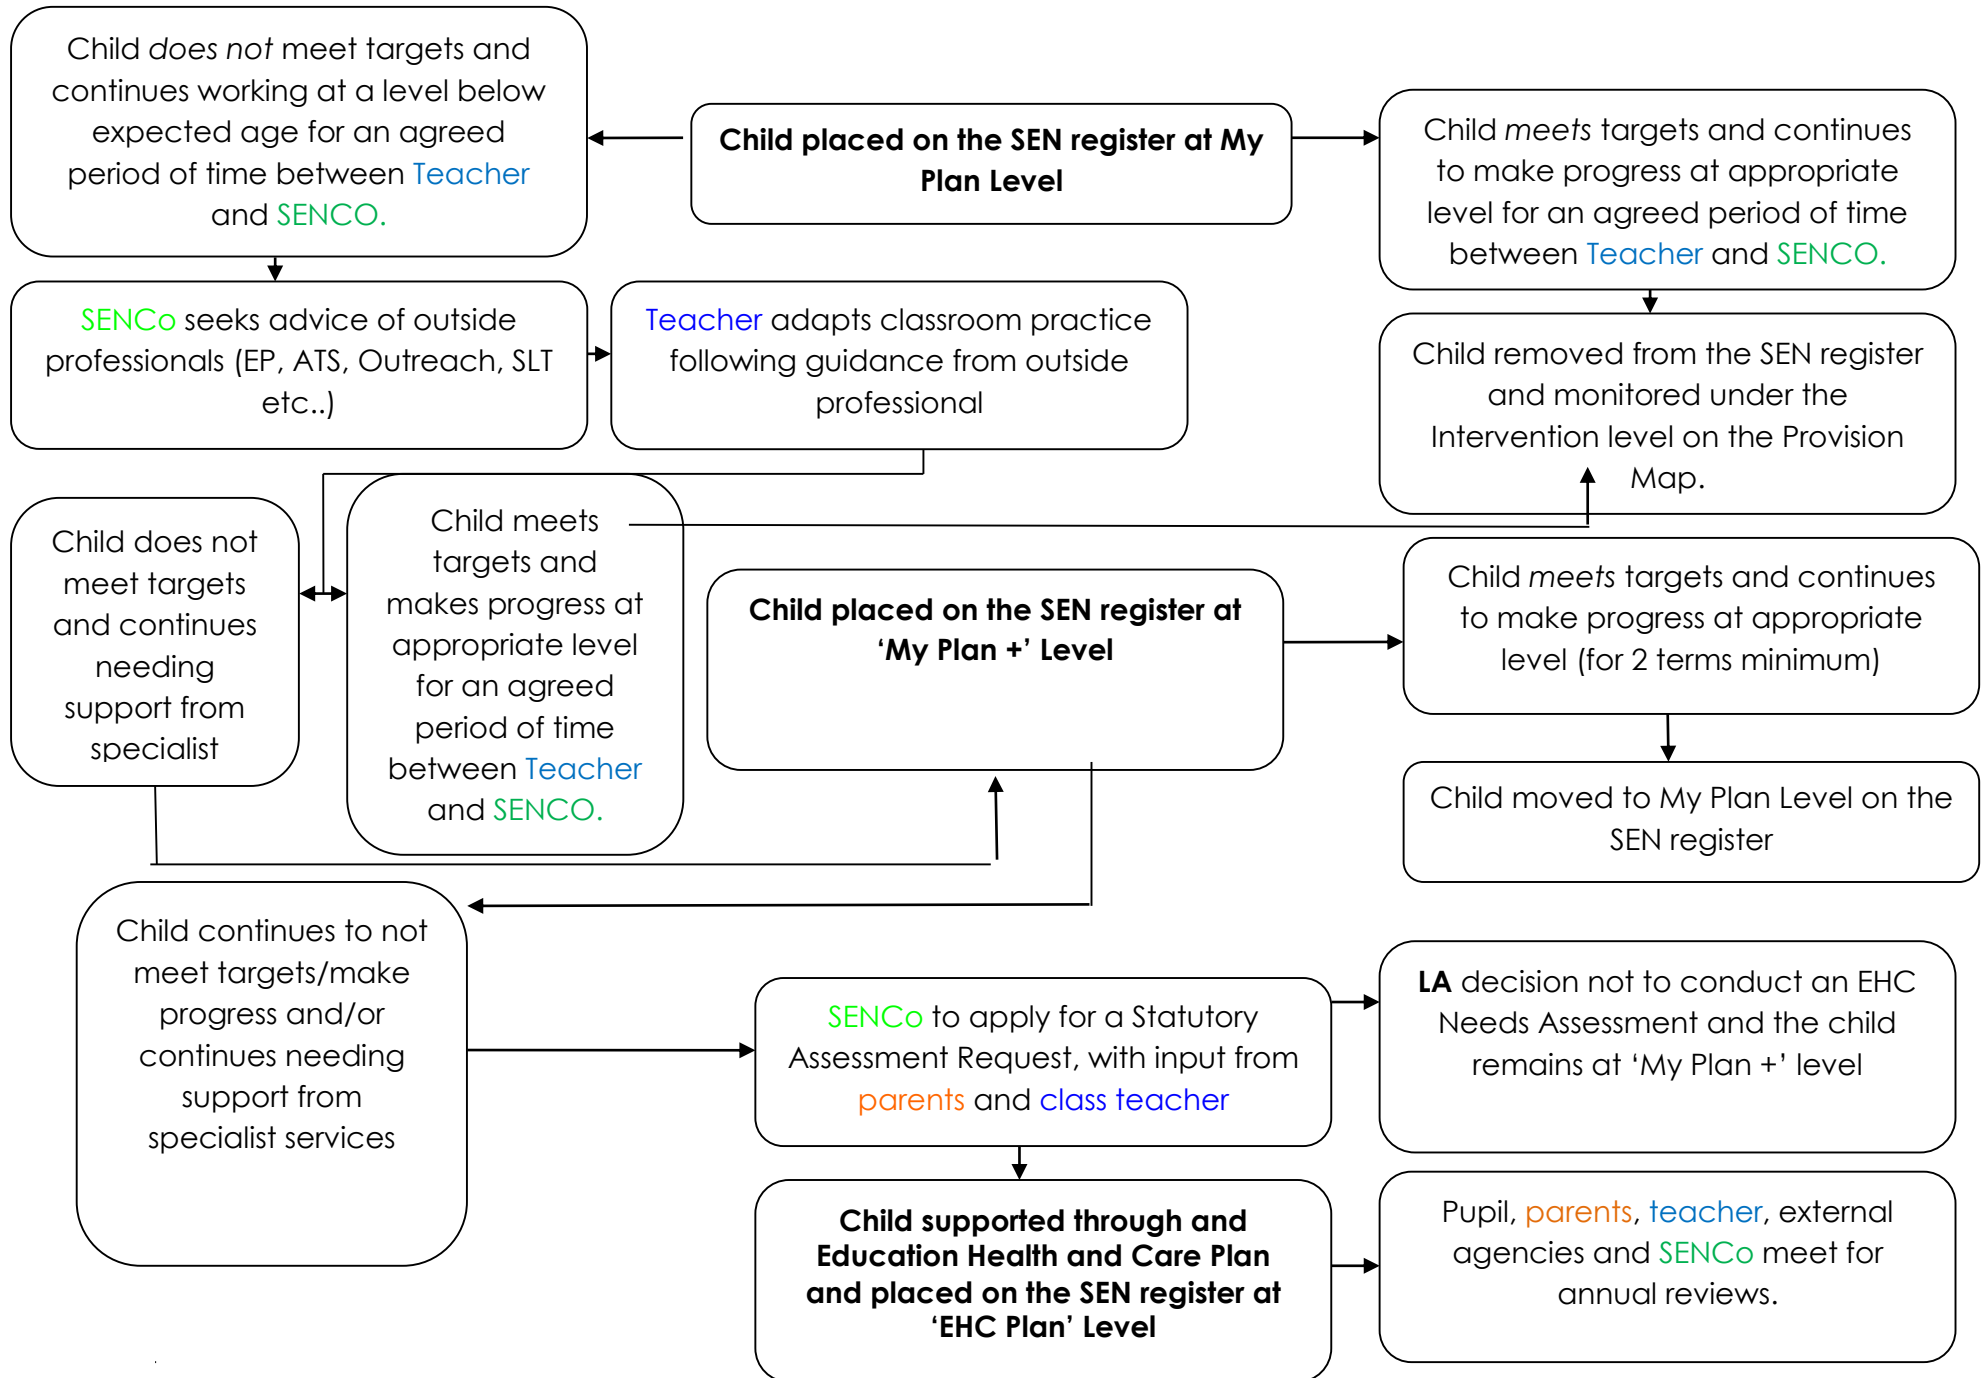 Child does not meet targets and
continues working at a level below
expected age for an agreed
period of time between Teacher
and SENCO.
Child placed on the SEN register at My
Plan Level
Child meets targets and continues
to make progress at appropriate
level for an agreed period of time
between Teacher and SENCO.
SENCo seeks advice of outside
professionals (EP, ATS, Outreach, SLT
etc..)
Teacher adapts classroom practice
following guidance from outside
professional
Child removed from the SEN register
and monitored under the
Intervention level on the Provision
Map.
Child does not
meet targets
and continues
needing
support from
specialist
Child meets
targets and
makes progress at
appropriate level
for an agreed
period of time
between Teacher
and SENCO.
Child placed on the SEN register at
‘My Plan +’ Level
Child meets targets and continues
to make progress at appropriate
level (for 2 terms minimum)
Child moved to My Plan Level on the
SEN register
Child continues to not
meet targets/make
progress and/or
continues needing
support from
specialist services
SENCo to apply for a Statutory
Assessment Request, with input from
parents and class teacher
LA decision not to conduct an EHC
Needs Assessment and the child
remains at ‘My Plan +’ level
Child supported through and
Education Health and Care Plan
and placed on the SEN register at
‘EHC Plan’ Level
Pupil, parents, teacher, external
agencies and SENCo meet for
annual reviews.